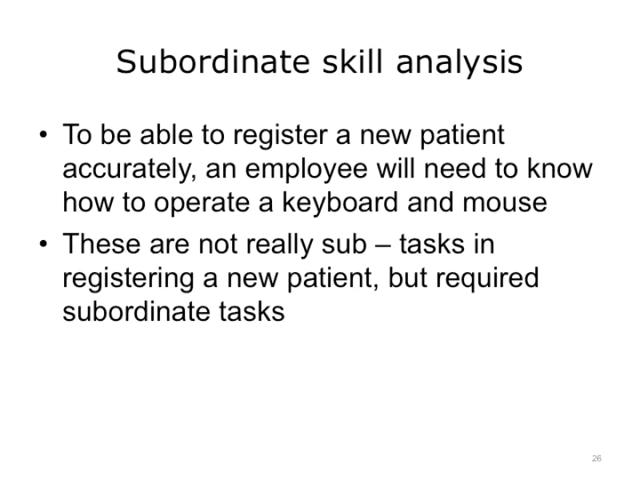 Subordinate skill analysis
• To be able to register a new patient
accurately, an employee will need to know
how to operate a keyboard and mouse
• These are not really sub – tasks in
registering a new patient, but required
subordinate tasks
26